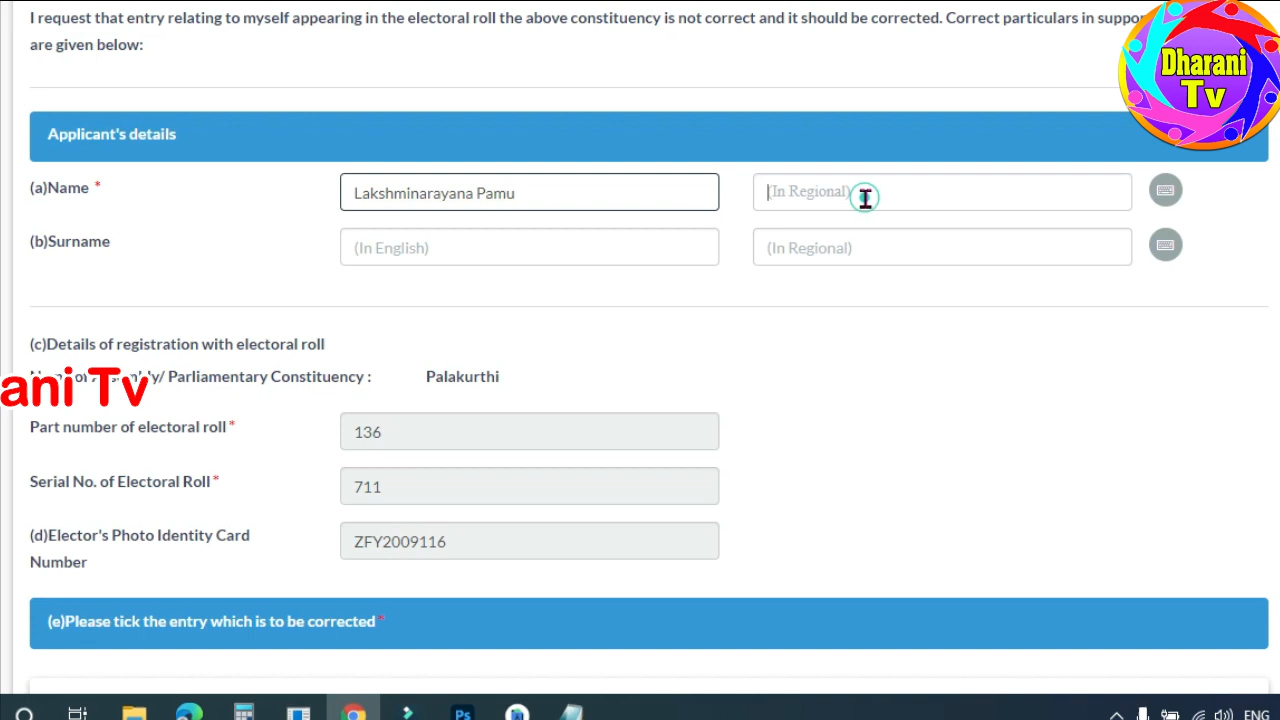 I request that entry relating to myself appearing in the electoral roll the above constituency is not correct and it should be corrected. Correct particulars in
are given below:
Dharani
Tv
Applicant's details
(a)Name *
Lakshminarayana Pamu
(In Regional)
(b)Surname
(In English)
(In Regional)
(c)Details of registration with electoral roll
Parliamentary Constituency :
Palakurthi
ani Tv
Part number of electoral roll*
136
Serial No. of Electoral Roll*
711
(d)Elector's Photo Identity Card
Number
ZFY2009116
(e)Please tick the entry which is to be corrected*
Ps
ENG